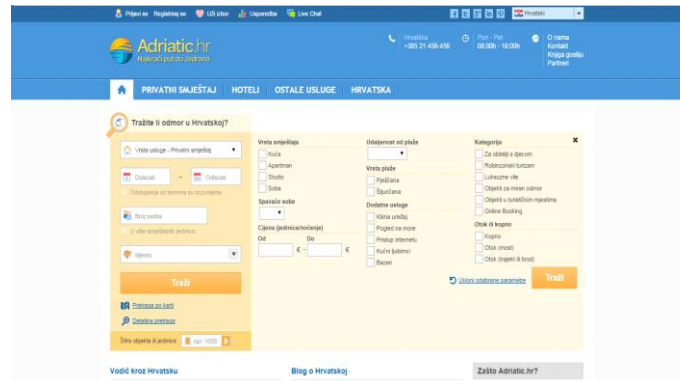 Prijavi se Registriraj se Uži izbor Usporedba Live Chat Hrvatski
Adriatic.hr
Najkraći put do Jadrana
Hrvatska
+385 21 456-456
Pon - Pet
08:00h - 16:00h
O nama
Kontakt
Knjiga gostiju
Partneri
PRIVATNI SMJEŠTAJ HOTELI OSTALE USLUGE HRVATSKA
Tražite li odmor u Hrvatskoj?
Vrsta usluge - Privatni smještaj
Dolazak – Odlazak
Odstupanja od termina su dozvoljena
Broj osoba
U više smještajnih jedinica
Mjesto
Traži
Pretraga po karti
Detaljna pretraga
Šifra objekta ili jedinice npr. 1000
Vrsta smještaja
Kuća
Apartman
Studio
Soba
Spavaće sobe
Cijena (jedinica/noćenje)
Od Do
€ - €
Udaljenost od plaže
Vrsta plaže
Pješčana
Šljunčana
Dodatne usluge
Klima uređaj
Pogled na more
Pristup internetu
Kućni ljubimci
Bazen
Kategorija
Za obitelji s djecom
Robinzonski turizam
Luksuzne vile
Objekti za miran odmor
Objekti u turističkim mjestima
Online Booking
Otok ili kopno
Kopno
Otok (most)
Otok (trajekt ili brod)
Ukloni odabrane parametre
Traži
Vodič kroz Hrvatsku Blog o Hrvatskoj Zašto Adriatic.hr?